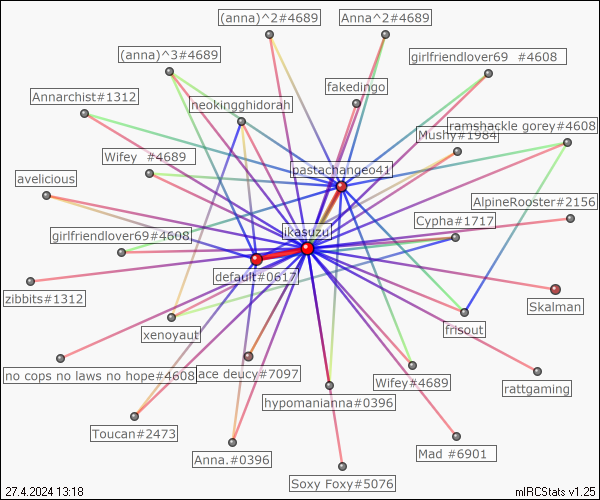 (anna)^2#4689
Anna^2#4689
(anna)^3#4689
girlfriendlover69 #4608
fakedingo
Annarchist#1312
neokingghidorah
ramshackle gorey#4608
Mushy#1984
Wifey #4689
pastachangeo41
avelicious
AlpineRooster#2156
Cypha#1717
girlfriendlover69#4608
ikasuzu
default#0617
zibbits#1312
Skalman
xenoyaut
frisout
no cops no laws no hope#4608
ace deucy#7097
Wifey#4689
rattgaming
hypomanianna#0396
Toucan#2473
Anna.#0396
Mad #6901
Soxy Foxy#5076
27.4.2024 13:18
mIRCStats v1.25